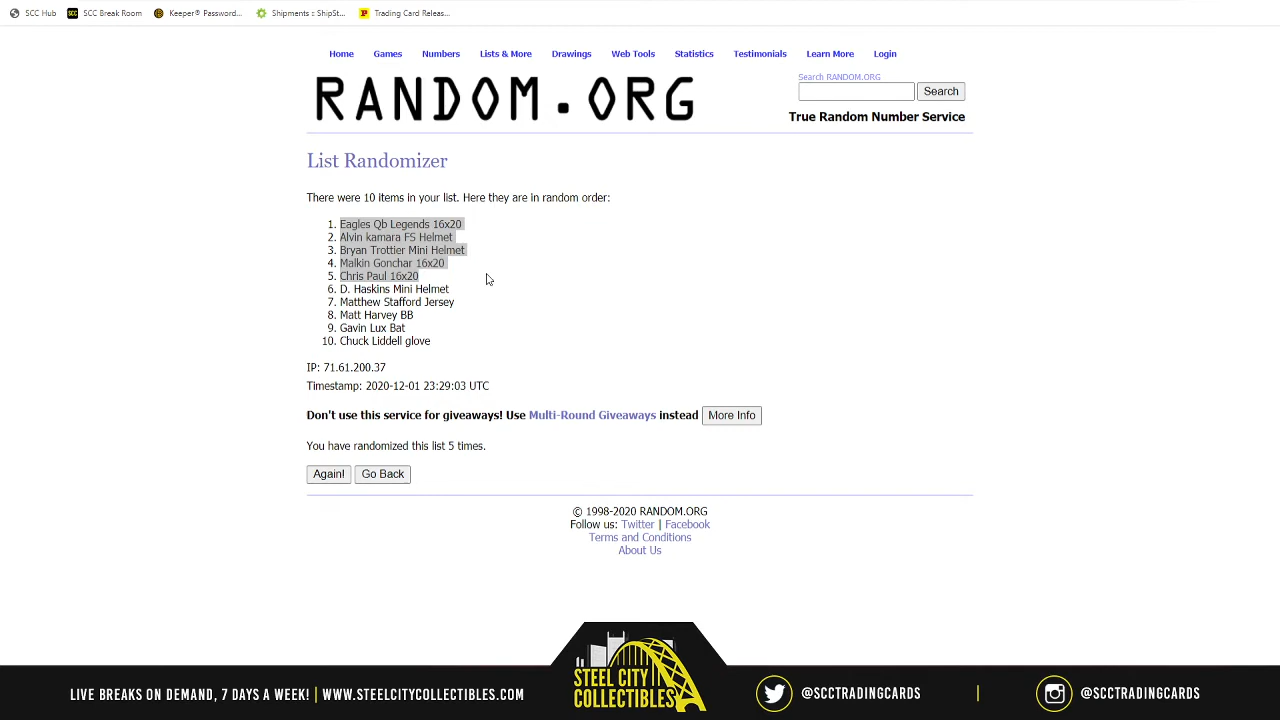 SCC Hub SCC Break Room Keeper® Password... Shipments :: ShipSt... Trading Card Releas...
Home Games Numbers Lists & More Drawings Web Tools Statistics Testimonials Learn More Login
RANDOM.ORG
Search RANDOM.ORG
Search
True Random Number Service
List Randomizer
There were 10 items in your list. Here they are in random order:
1. Eagles Qb Legends 16x20
2. Alvin kamara FS Helmet
3. Bryan Trottier Mini Helmet
4. Malkin Gonchar 16x20
5. Chris Paul 16x20
6. D. Haskins Mini Helmet
7. Matthew Stafford Jersey
8. Matt Harvey BB
9. Gavin Lux Bat
10. Chuck Liddell glove
IP: 71.61.200.37
Timestamp: 2020-12-01 23:29:03 UTC
Don't use this service for giveaways! Use Multi-Round Giveaways instead More Info
You have randomized this list 5 times.
Again! Go Back
© 1998-2020 RANDOM.ORG
Follow us: Twitter | Facebook
Terms and Conditions
About Us
LIVE BREAKS ON DEMAND, 7 DAYS A WEEK! | WWW.STEELCITYCOLLECTIBLES.COM
STEEL CITY
COLLECTIBLES
@SCCTRADINGCARDS | @SCCTRADINGCARDS